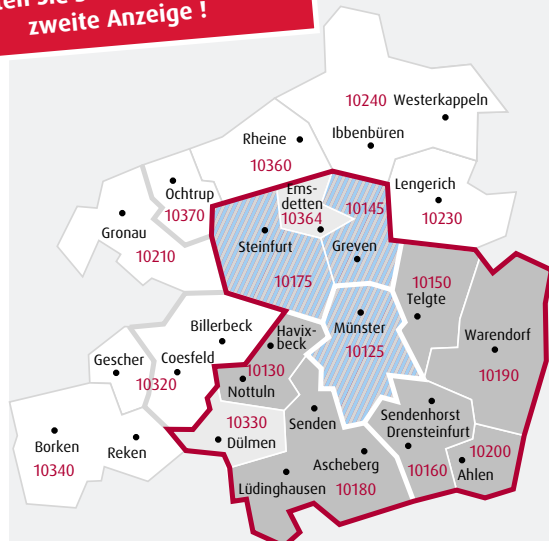 zweite Anzeige !
10240 Westerkappeln
Ibbenbüren
Rheine
10360
Ochtrup
10370
Gronau
10210
Lengerich
10230
Ems-
detten
10364
10145
Steinfurt
Greven
10175
10150
Telgte
Billerbeck
Havix-
beck
Münster
10125
Warendorf
10190
Gescher
Coesfeld
10320
10130
Nottuln
10330
Dülmen
Senden
Sendenhorst
Drensteinfurt
Borken
10340
Reken
Ascheberg
Lüdinghausen
10180
10160
10200
Ahlen